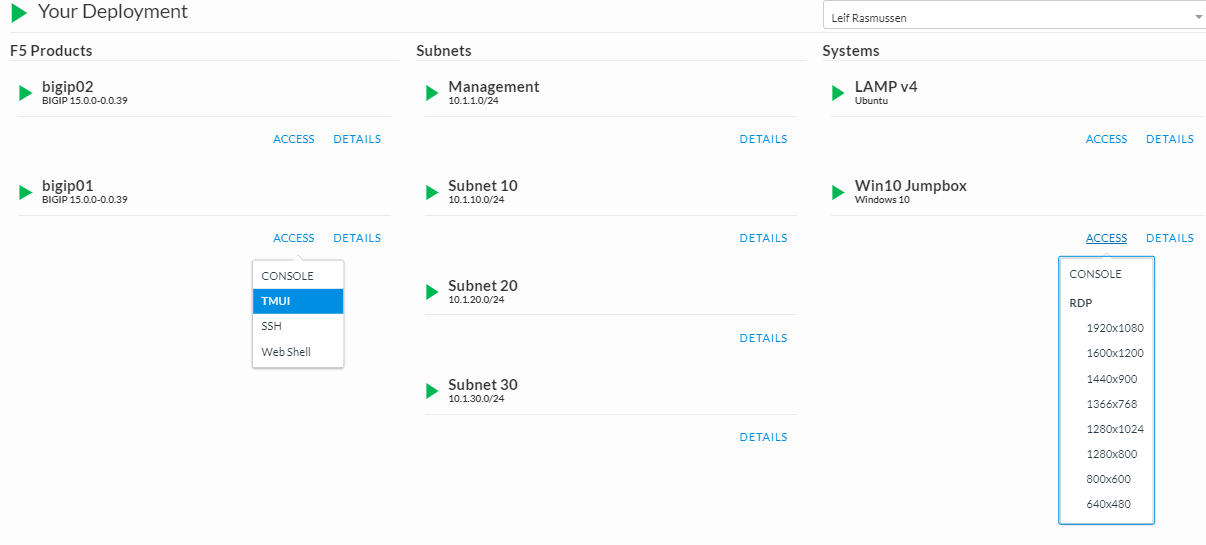 Your Deployment
Leif Rasmussen
F5 Products
bigip02
BIGIP 15.0.0-0.0.39
ACCESS DETAILS
bigip01
BIGIP 15.0.0-0.0.39
ACCESS DETAILS
CONSOLE
TMUI
SSH
Web Shell
Subnets
Management
10.1.1.0/24
DETAILS
Subnet 10
10.1.10.0/24
DETAILS
Subnet 20
10.1.20.0/24
DETAILS
Subnet 30
10.1.30.0/24
DETAILS
Systems
LAMP v4
Ubuntu
ACCESS DETAILS
Win10 Jumpbox
Windows 10
ACCESS DETAILS
CONSOLE
RDP
1920x1080
1600x1200
1440x900
1366x768
1280x1024
1280x800
800x600
640x480